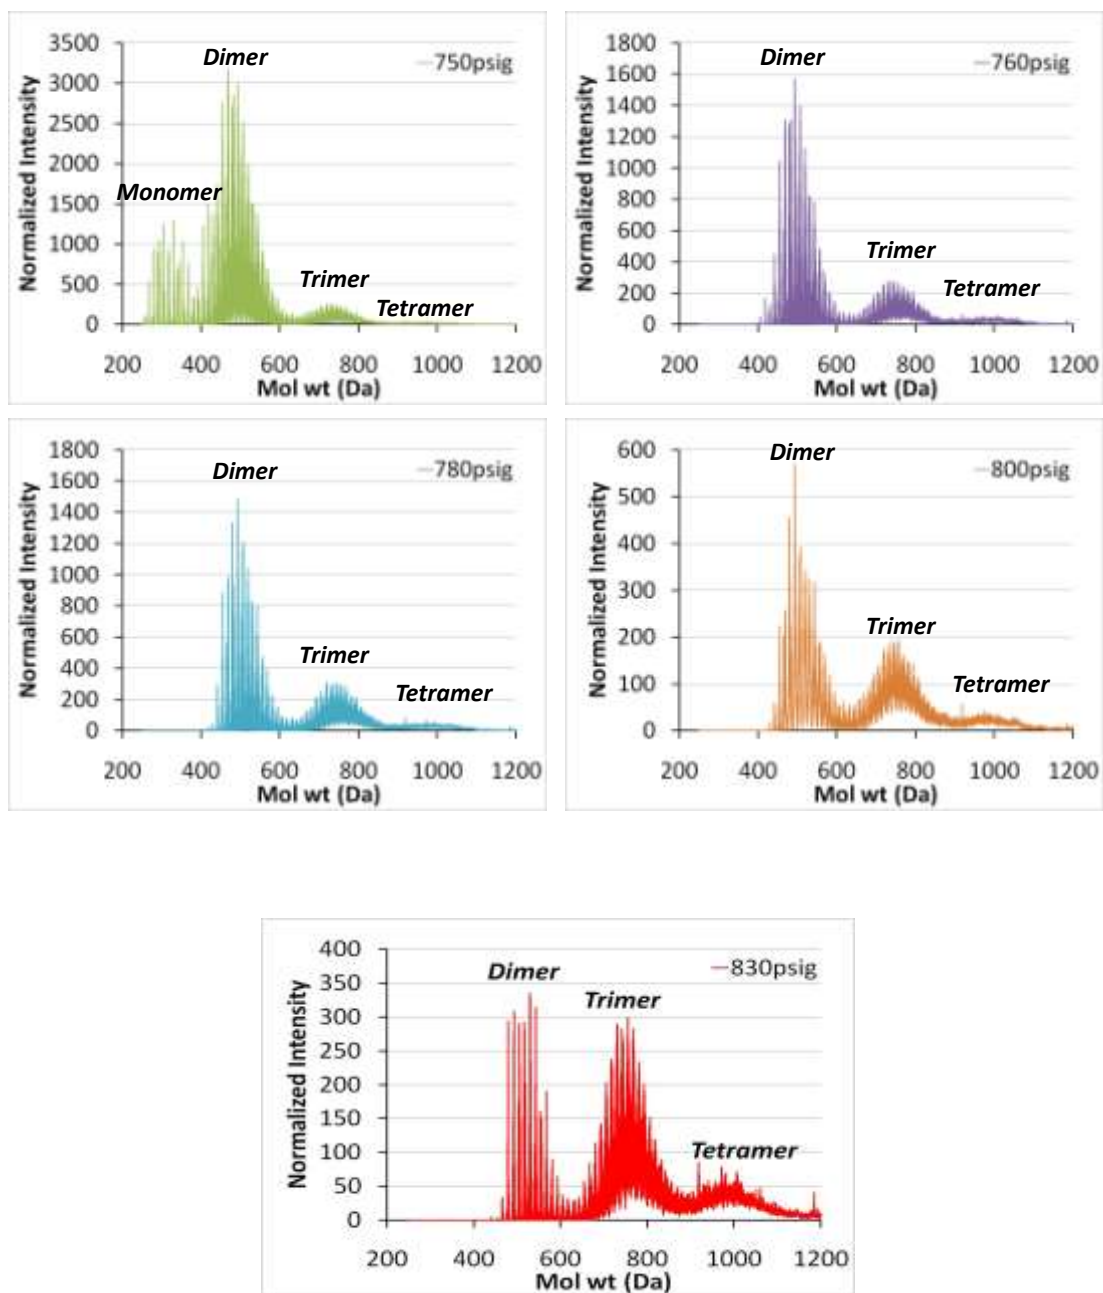 3500
3000
2500
2000
1500
1000
500
0
Normalized Intensity
Dimer
750psig
Monomer
Trimer
Tetramer
200 400 600 800 1000 1200
Mol wt (Da)
1800
1600
1400
1200
1000
800
600
400
200
0
Normalized Intensity
Dimer
760psig
Trimer
Tetramer
200 400 600 800 1000 1200
Mol wt (Da)
1800
1600
1400
1200
1000
800
600
400
200
0
Normalized Intensity
Dimer
780psig
Trimer
Tetramer
200 400 600 800 1000 1200
Mol wt (Da)
600
500
400
300
200
100
0
Normalized Intensity
Dimer
800psig
Trimer
Tetramer
200 400 600 800 1000 1200
Mol wt (Da)
400
350
300
250
200
150
100
50
0
Normalized Intensity
Dimer
830psig
Trimer
Tetramer
200 400 600 800 1000 1200
Mol wt (Da)